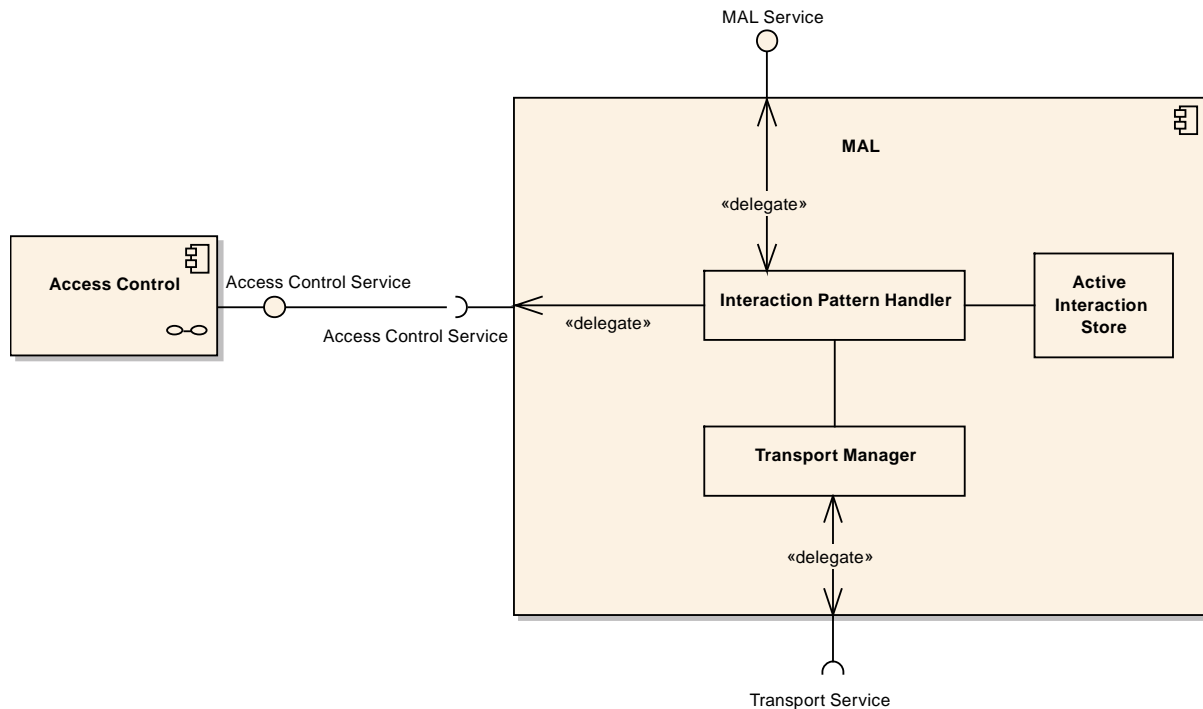 MAL Service
MAL
«delegate»
Access Control
Access Control Service
Access Control Service
«delegate»
Interaction Pattern Handler
Active
Interaction
Store
Transport Manager
«delegate»
Transport Service